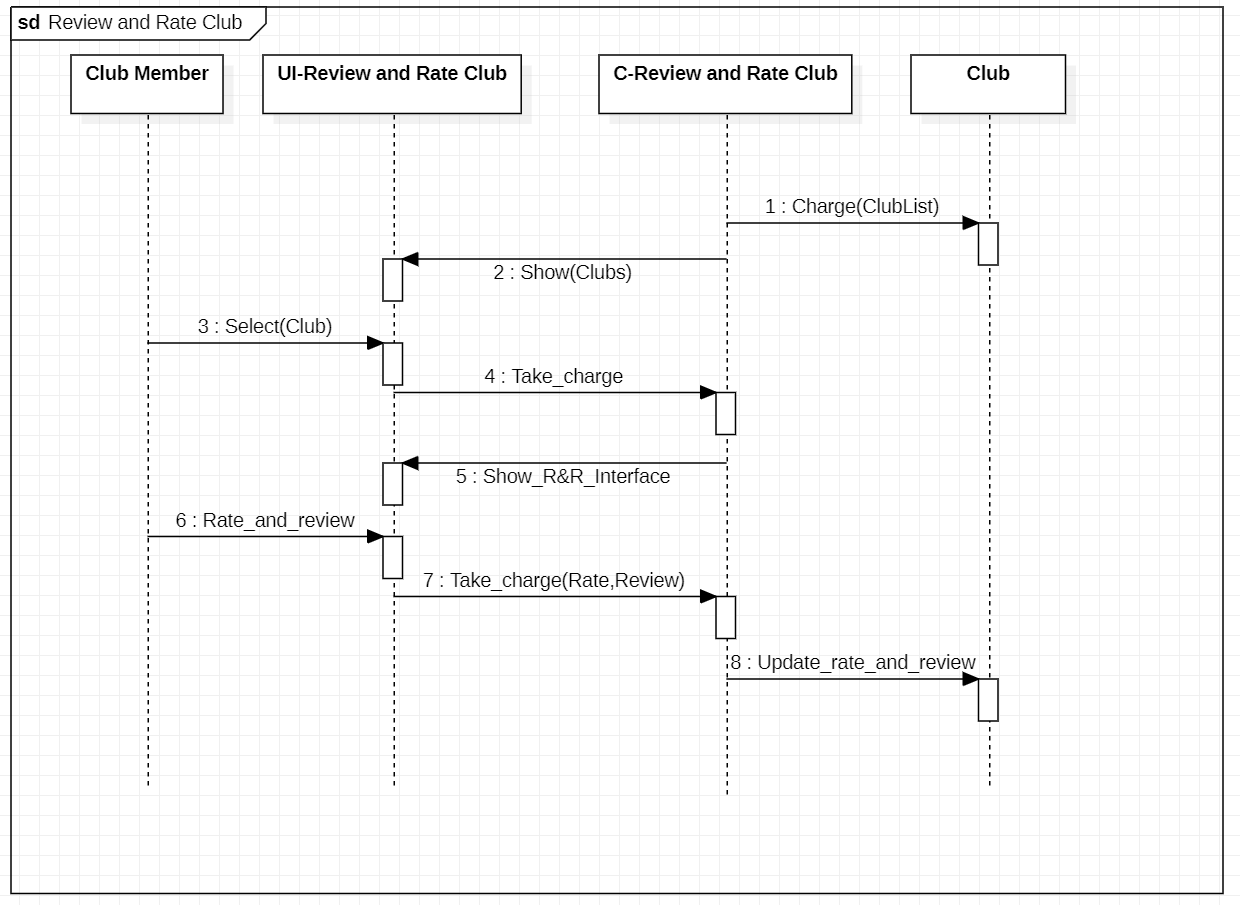 sd Review and Rate Club
Club Member
UI-Review and Rate Club
C-Review and Rate Club
Club
1 : Charge(ClubList)
2 : Show(Clubs)
3 : Select(Club)
4 : Take_charge
5 : Show_R&R_Interface
6 : Rate_and_review
7 : Take_charge(Rate,Review)
8 : Update_rate_and_review